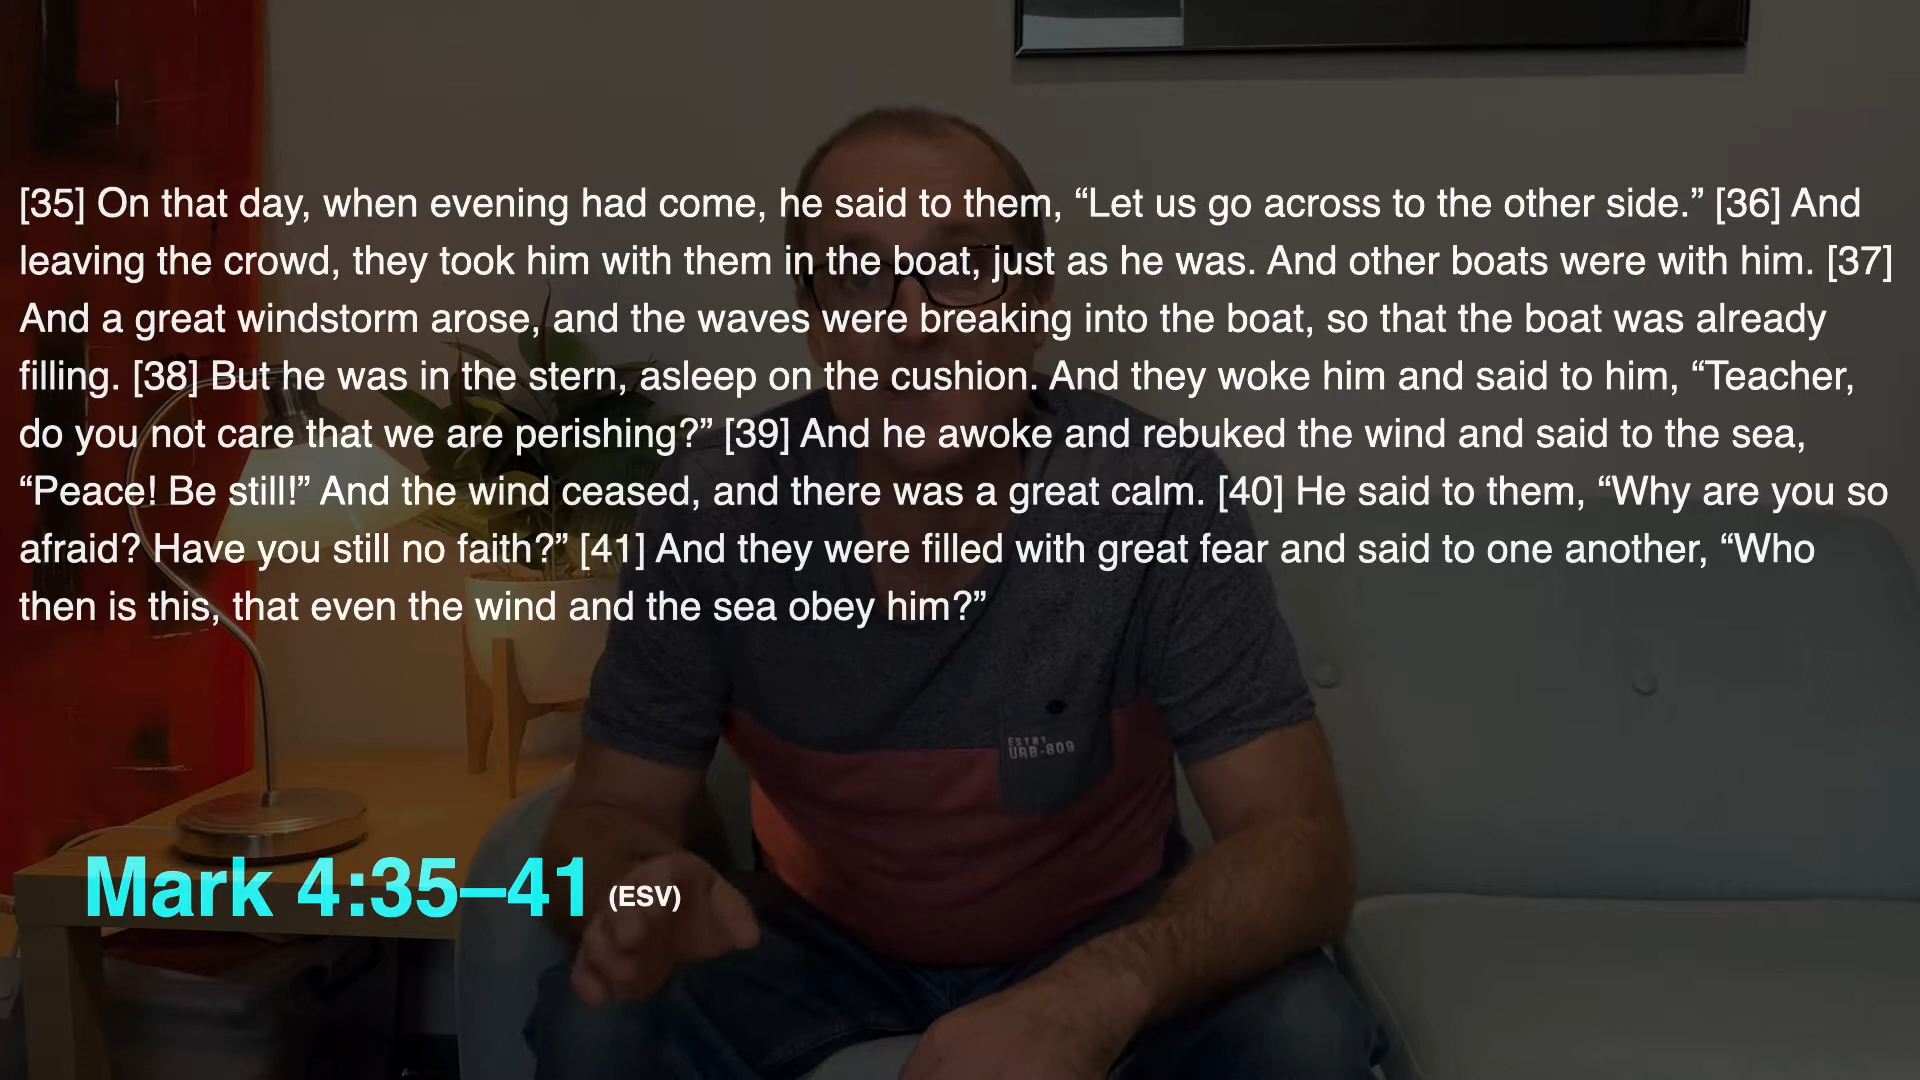 [35] On that day, when evening had come, he said to them, “Let us go across to the other side.” [36] And
leaving the crowd, they took him with them in the boat, just as he was. And other boats were with him. [37]
And a great windstorm arose, and the waves were breaking into the boat, so that the boat was already
filling. [38] But he was in the stern, asleep on the cushion. And they woke him and said to him, “Teacher,
do you not care that we are perishing?” [39] And he awoke and rebuked the wind and said to the sea,
“Peace! Be still!” And the wind ceased, and there was a great calm. [40] He said to them, “Why are you so
afraid? Have you still no faith?” [41] And they were filled with great fear and said to one another, “Who
then is this, that even the wind and the sea obey him?”
EST81
URB-809
Mark 4:35–41 (ESV)